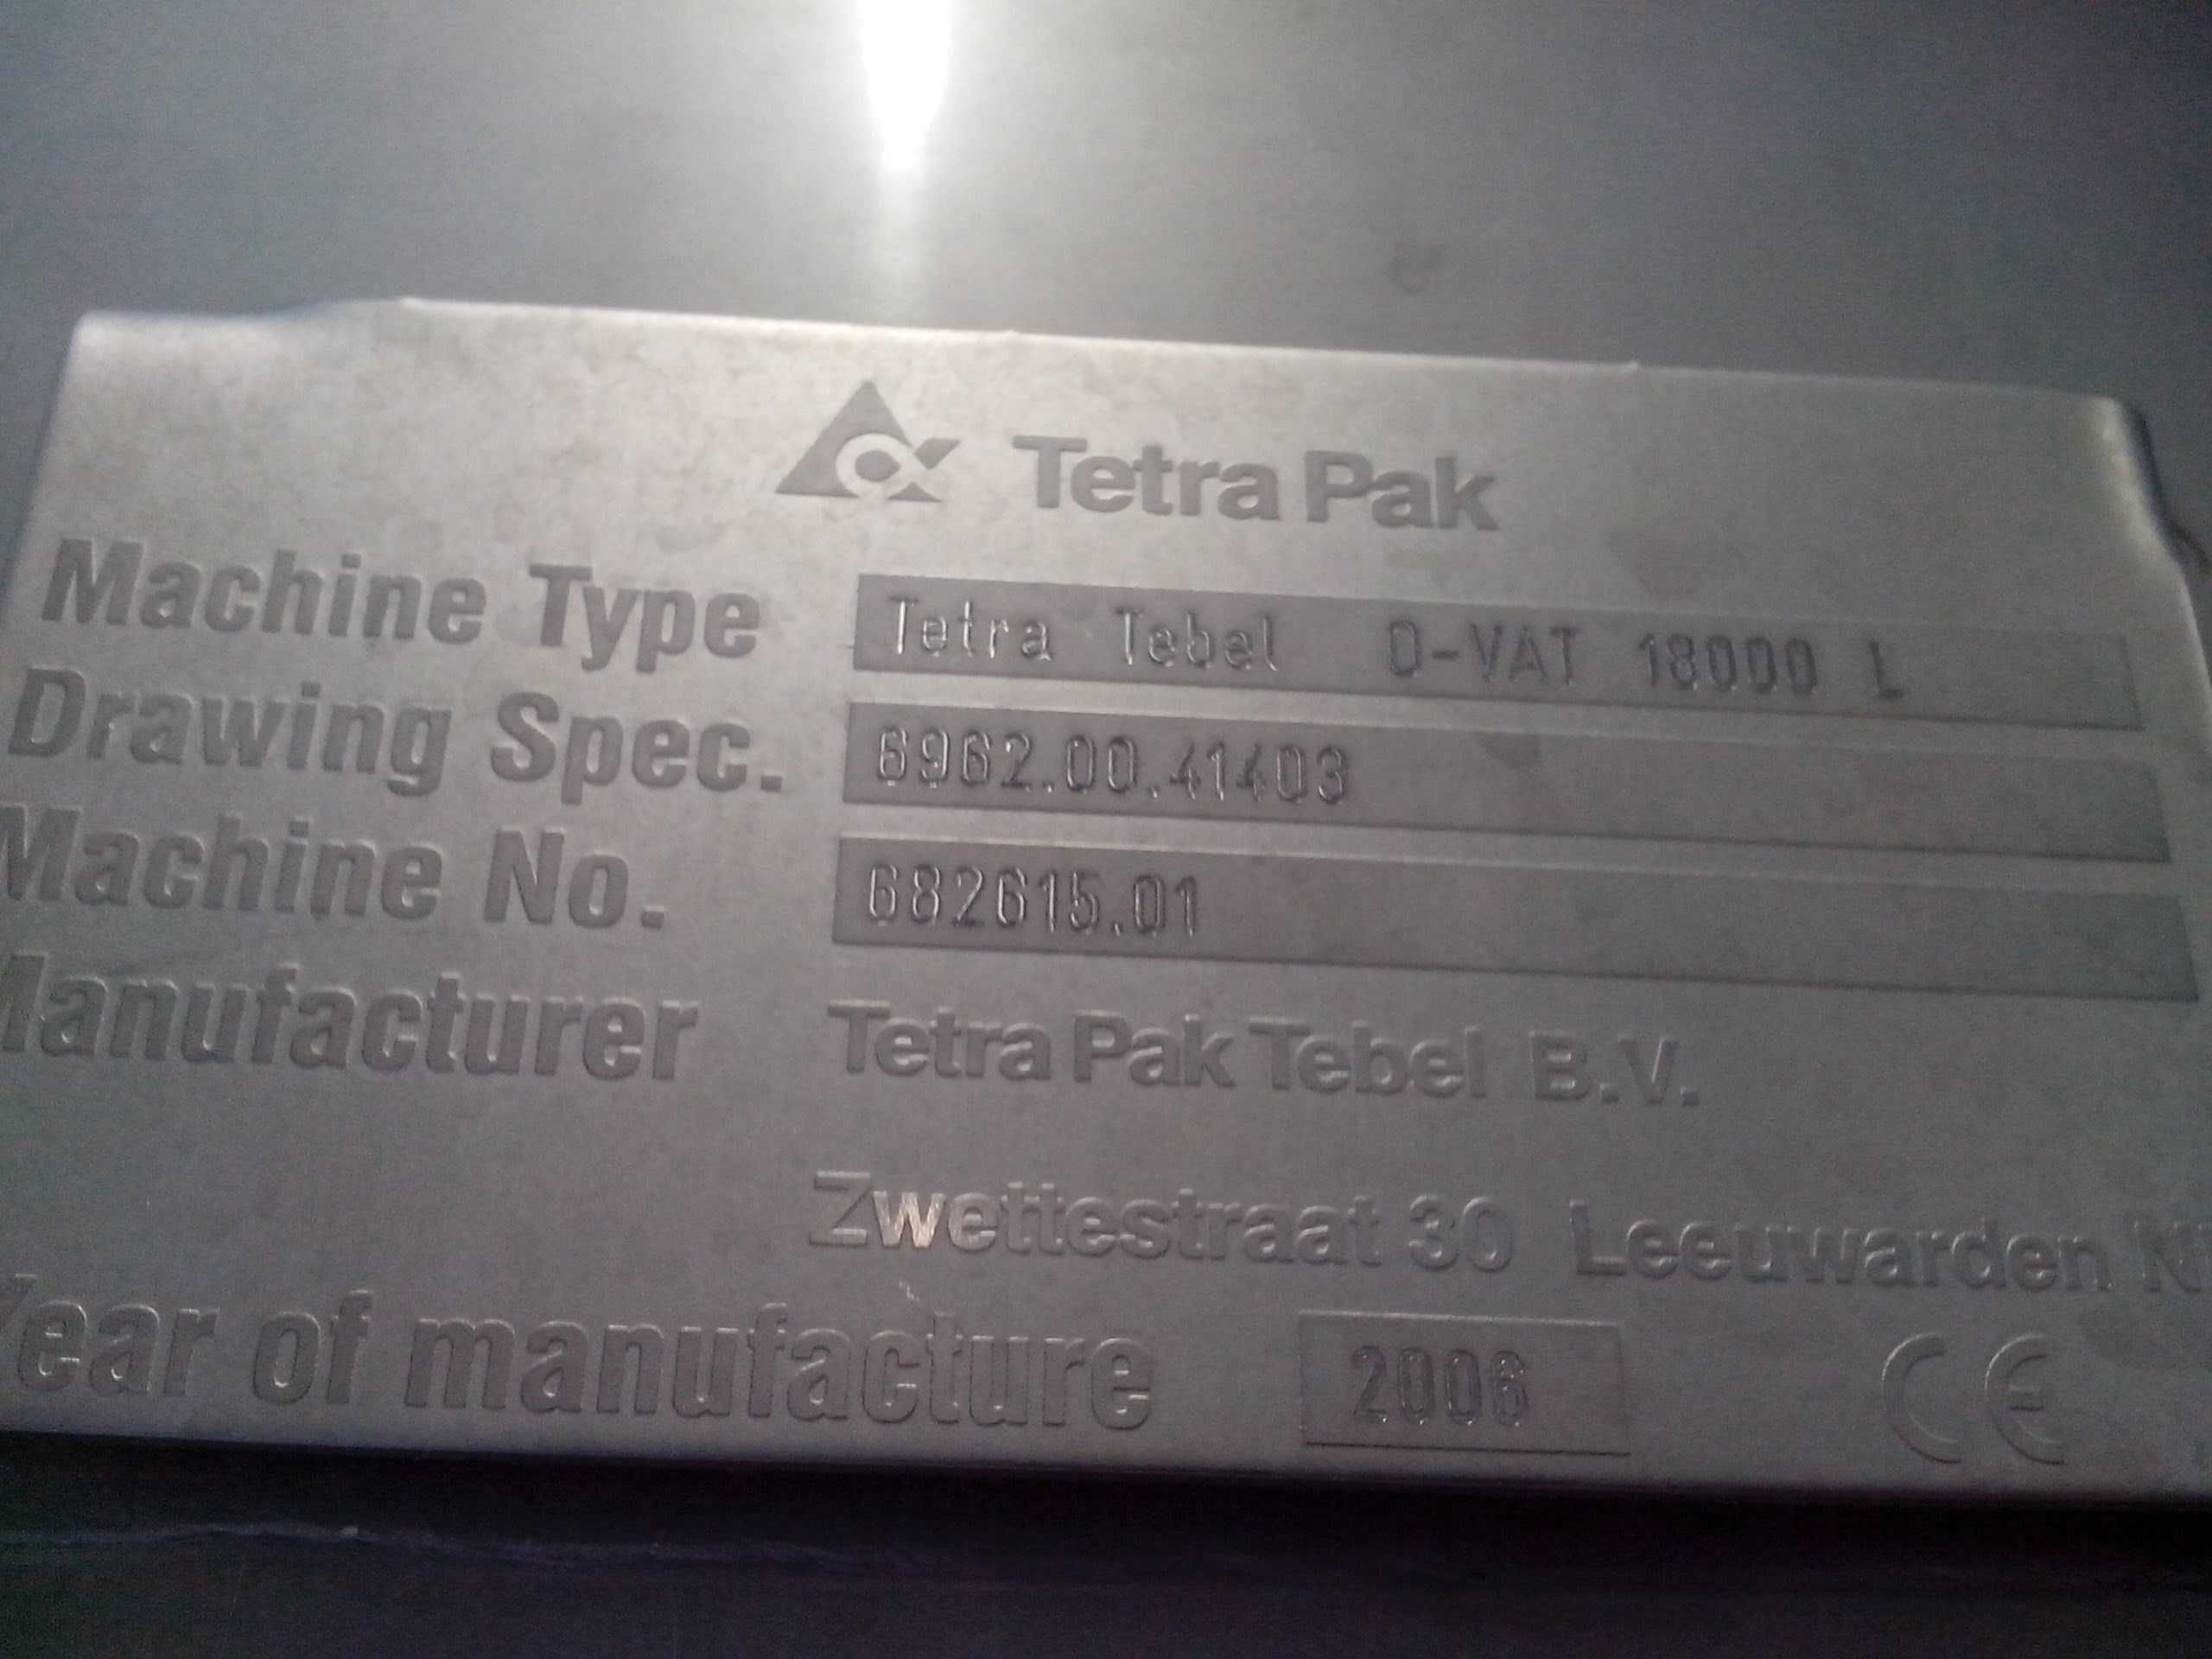 Tetra Pak
Machine Type Tetra Tebel O-VAT 18000 L
Drawing Spec. 6962.00.41403
Machine No. 682615.01
Manufacturer Tetra Pak Tebel B.V.
Zwettestraat 30 Leeuwarden
Year of manufacture 2006 CE